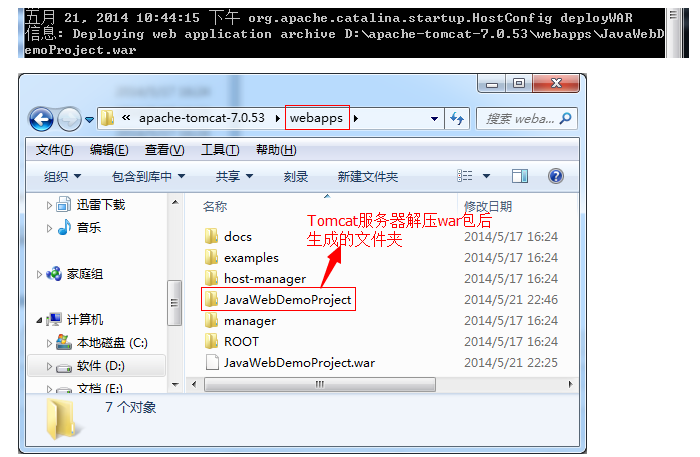 五月 21, 2014 10:44:15 下午 org.apache.catalina.startup.HostConfig deployWAR
信息: Deploying web application archive D:\apache-tomcat-7.0.53\webapps\JavaWebD
emoProject.war
« apache-tomcat-7.0.53 webapps
搜索 weba...
文件(F) 编辑(E) 查看(V) 工具(T) 帮助(H)
组织 包含到库中 共享 刻录 新建文件夹
迅雷下载
音乐
家庭组
计算机
本地磁盘 (C:)
软件 (D:)
文档 (E:)
名称 修改日期
Tomcat服务器解压war包后
生成的文件夹
docs 2014/5/17 16:24
examples 2014/5/17 16:24
host-manager 2014/5/17 16:24
JavaWebDemoProject 2014/5/21 22:46
manager 2014/5/17 16:24
ROOT 2014/5/17 16:24
JavaWebDemoProject.war 2014/5/21 22:25
7 个对象